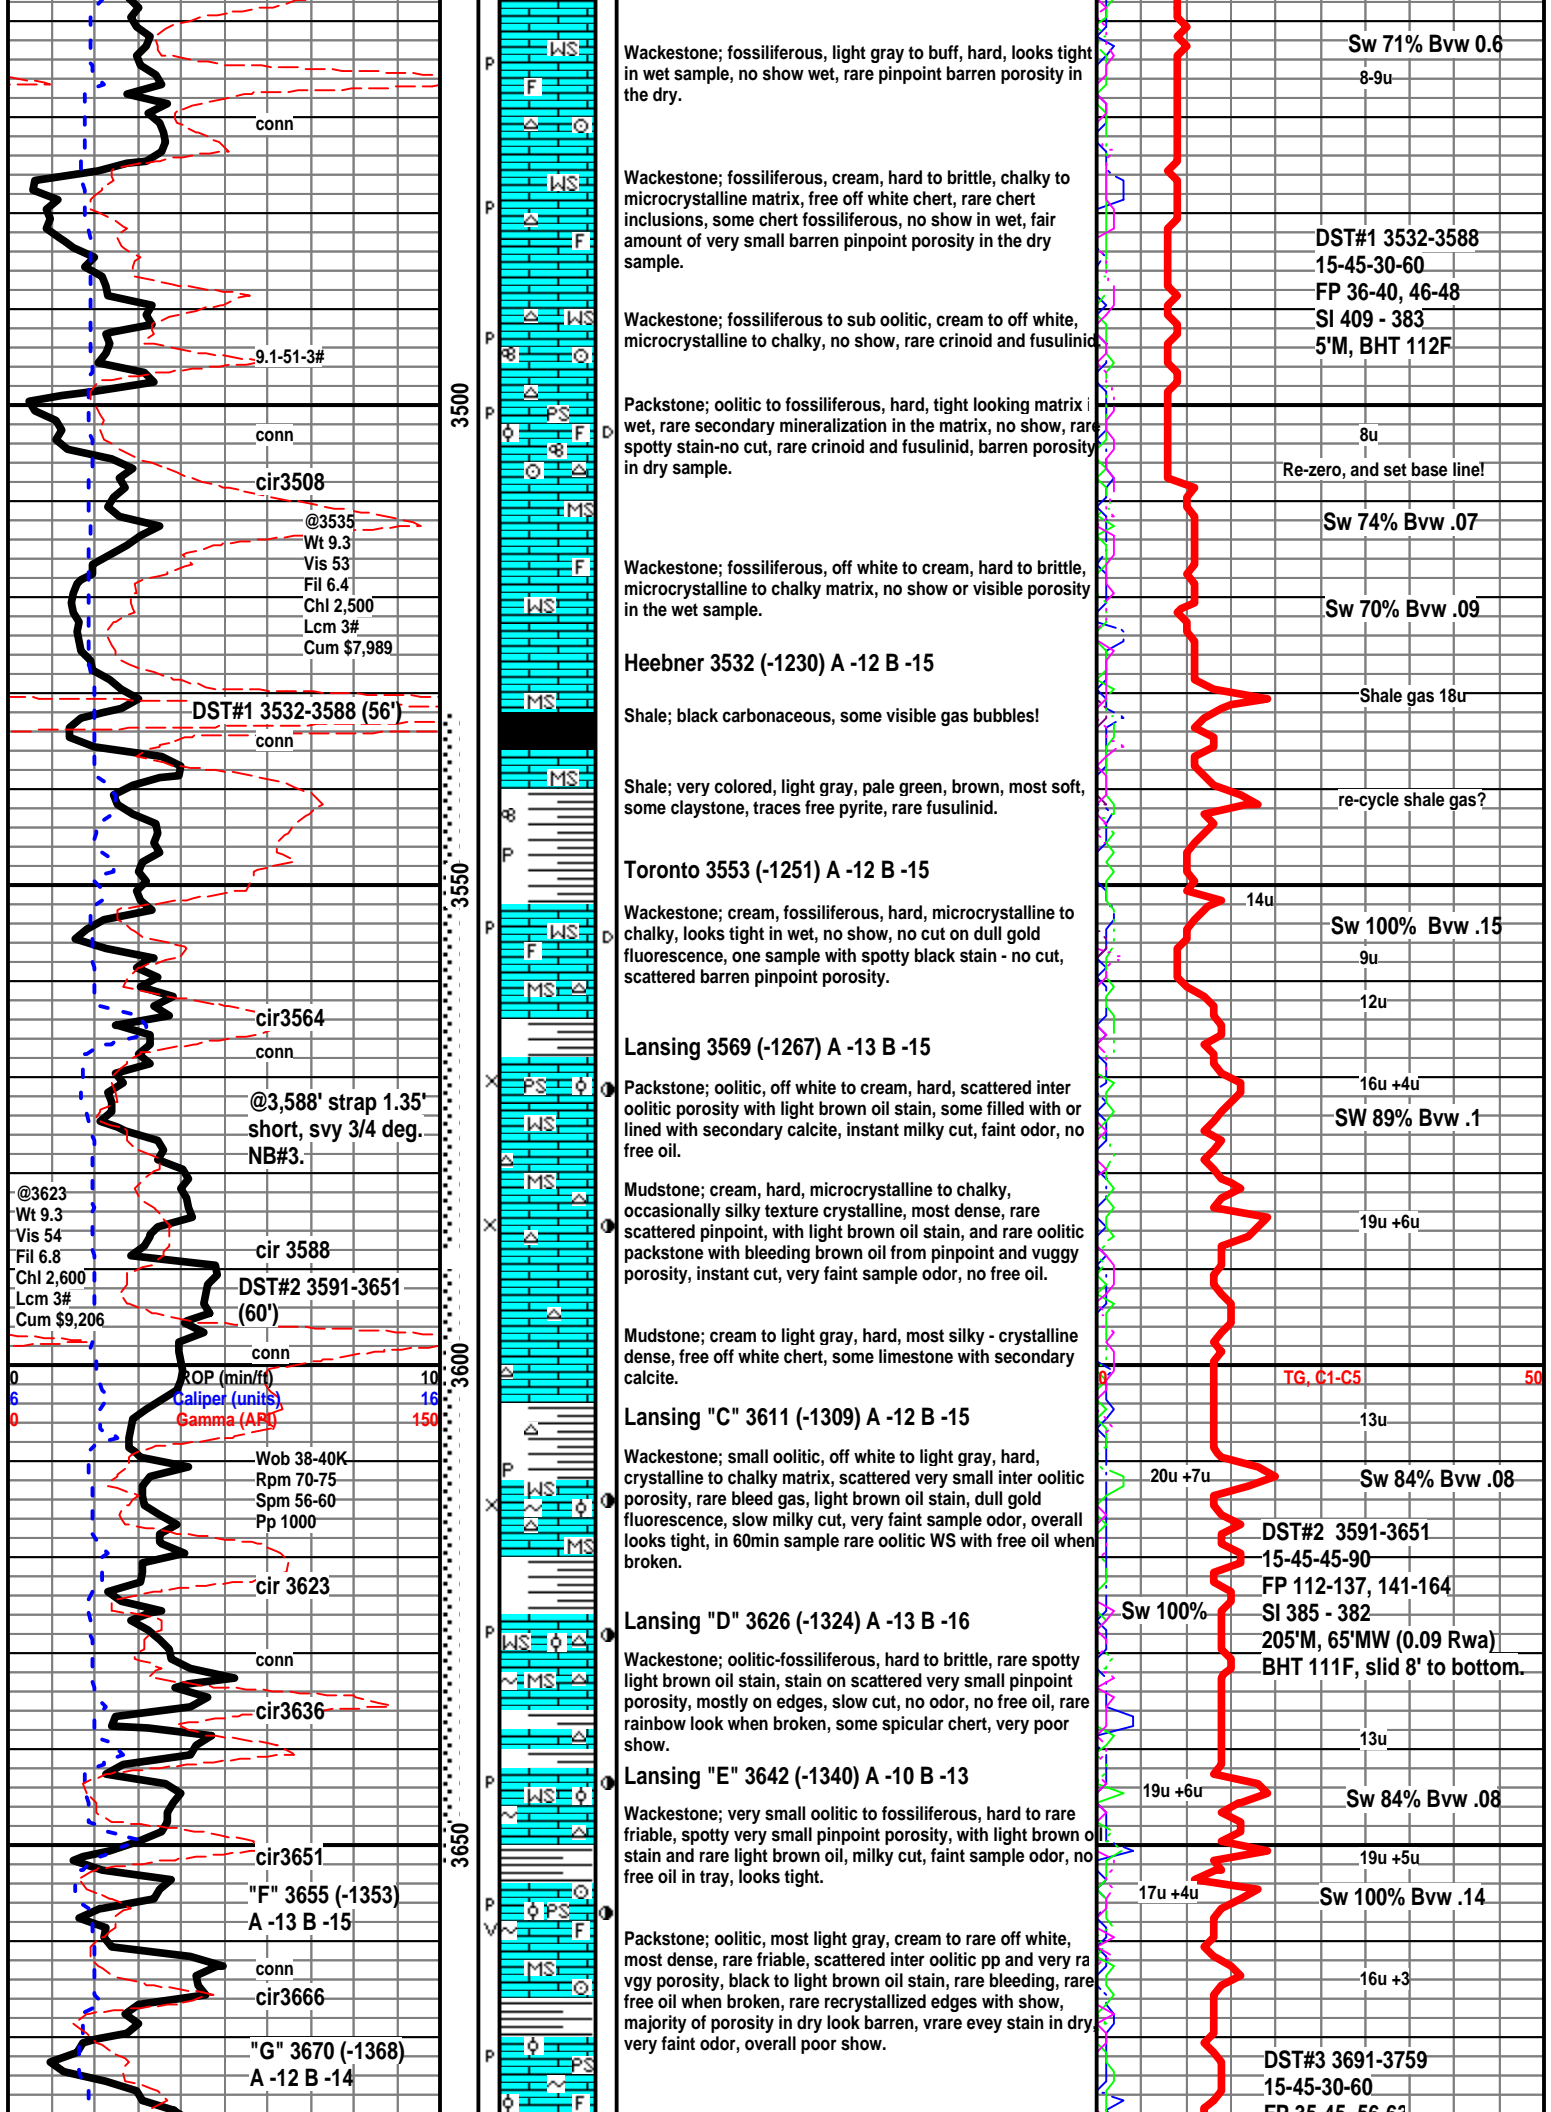 conn
9.1-51-3#
conn
cir3508
@3535
Wt 9.3
Vis 53
Fil 6.4
Chl 2,500
Lcm 3#
Cum $7,989
DST#1 3532-3588 (56')
conn
cir3564
conn
@3,588' strap 1.35'
short, svy 3/4 deg.
NB#3.
@3623
Wt 9.3
Vis 54
Fil 6.8
Chl 2,600
Lcm 3#
Cum $9,206
cir 3588
DST#2 3591-3651
(60')
conn
0 ROP (min/ft) 10
6 Caliper (units) 16
0 Gamma (API) 150
Wob 38-40K
Rpm 70-75
Spm 56-60
Pp 1000
cir 3623
conn
cir3636
cir3651
"F" 3655 (-1353)
A -13 B -15
conn
cir3666
"G" 3670 (-1368)
A -12 B -14
3500
3550
3600
3650
P
WS
F
WS
P
F
WS
P
P
PS
F
D
MS
F
WS
MS
MS
P
P
WS
D
F
MS
X
PS
WS
MS
X
P
WS
X
MS
P
WS
MS
P
WS
P
PS
V
F
MS
P
PS
F
Wackestone; fossiliferous, light gray to buff, hard, looks tight
in wet sample, no show wet, rare pinpoint barren porosity in
the dry.
Wackestone; fossiliferous, cream, hard to brittle, chalky to
microcrystalline matrix, free off white chert, rare chert
inclusions, some chert fossiliferous, no show in wet, fair
amount of very small barren pinpoint porosity in the dry
sample.
Wackestone; fossiliferous to sub oolitic, cream to off white,
microcrystalline to chalky, no show, rare crinoid and fusulinid.
Packstone; oolitic to fossiliferous, hard, tight looking matrix i
wet, rare secondary mineralization in the matrix, no show, rare
spotty stain-no cut, rare crinoid and fusulinid, barren porosity
in dry sample.
Wackestone; fossiliferous, off white to cream, hard to brittle,
microcrystalline to chalky matrix, no show or visible porosity
in the wet sample.
Heebner 3532 (-1230) A -12 B -15
Shale; black carbonaceous, some visible gas bubbles!
Shale; very colored, light gray, pale green, brown, most soft,
some claystone, traces free pyrite, rare fusulinid.
Toronto 3553 (-1251) A -12 B -15
Wackestone; cream, fossiliferous, hard, microcrystalline to
chalky, looks tight in wet, no show, no cut on dull gold
fluorescence, one sample with spotty black stain - no cut,
scattered barren pinpoint porosity.
Lansing 3569 (-1267) A -13 B -15
Packstone; oolitic, off white to cream, hard, scattered inter
oolitic porosity with light brown oil stain, some filled with or
lined with secondary calcite, instant milky cut, faint odor, no
free oil.
Mudstone; cream, hard, microcrystalline to chalky,
occasionally silky texture crystalline, most dense, rare
scattered pinpoint, with light brown oil stain, and rare oolitic
packstone with bleeding brown oil from pinpoint and vuggy
porosity, instant cut, very faint sample odor, no free oil.
Mudstone; cream to light gray, hard, most silky - crystalline
dense, free off white chert, some limestone with secondary
calcite.
Lansing "C" 3611 (-1309) A -12 B -15
Wackestone; small oolitic, off white to light gray, hard,
crystalline to chalky matrix, scattered very small inter oolitic
porosity, rare bleed gas, light brown oil stain, dull gold
fluorescence, slow milky cut, very faint sample odor, overall
looks tight, in 60min sample rare oolitic WS with free oil when
broken.
Lansing "D" 3626 (-1324) A -13 B -16
Wackestone; oolitic-fossiliferous, hard to brittle, rare spotty
light brown oil stain, stain on scattered very small pinpoint
porosity, mostly on edges, slow cut, no odor, no free oil, rare
rainbow look when broken, some spicular chert, very poor
show.
Lansing "E" 3642 (-1340) A -10 B -13
Wackestone; very small oolitic to fossiliferous, hard to rare
friable, spotty very small pinpoint porosity, with light brown oil
stain and rare light brown oil, milky cut, faint sample odor, no
free oil in tray, looks tight.
Packstone; oolitic, most light gray, cream to rare off white,
most dense, rare friable, scattered inter oolitic pp and very ra
vgy porosity, black to light brown oil stain, rare bleeding, rare
free oil when broken, rare recrystallized edges with show,
majority of porosity in dry look barren, vrare evey stain in dry,
very faint odor, overall poor show.
Sw 71% Bvw 0.6
8-9u
DST#1 3532-3588
15-45-30-60
FP 36-40, 46-48
SI 409 - 383
5'M, BHT 112F
8u
Re-zero, and set base line!
Sw 74% Bvw .07
Sw 70% Bvw .09
Shale gas 18u
re-cycle shale gas?
14u
Sw 100% Bvw .15
9u
12u
16u +4u
SW 89% Bvw .1
19u +6u
0 TG, C1-C5 50
13u
20u +7u
Sw 84% Bvw .08
DST#2 3591-3651
15-45-45-90
FP 112-137, 141-164
Sw 100%
SI 385 - 382
205'M, 65'MW (0.09 Rwa)
BHT 111F, slid 8' to bottom.
13u
19u +6u
Sw 84% Bvw .08
19u +5u
17u +4u
Sw 100% Bvw .14
16u +3
DST#3 3691-3759
15-45-30-60